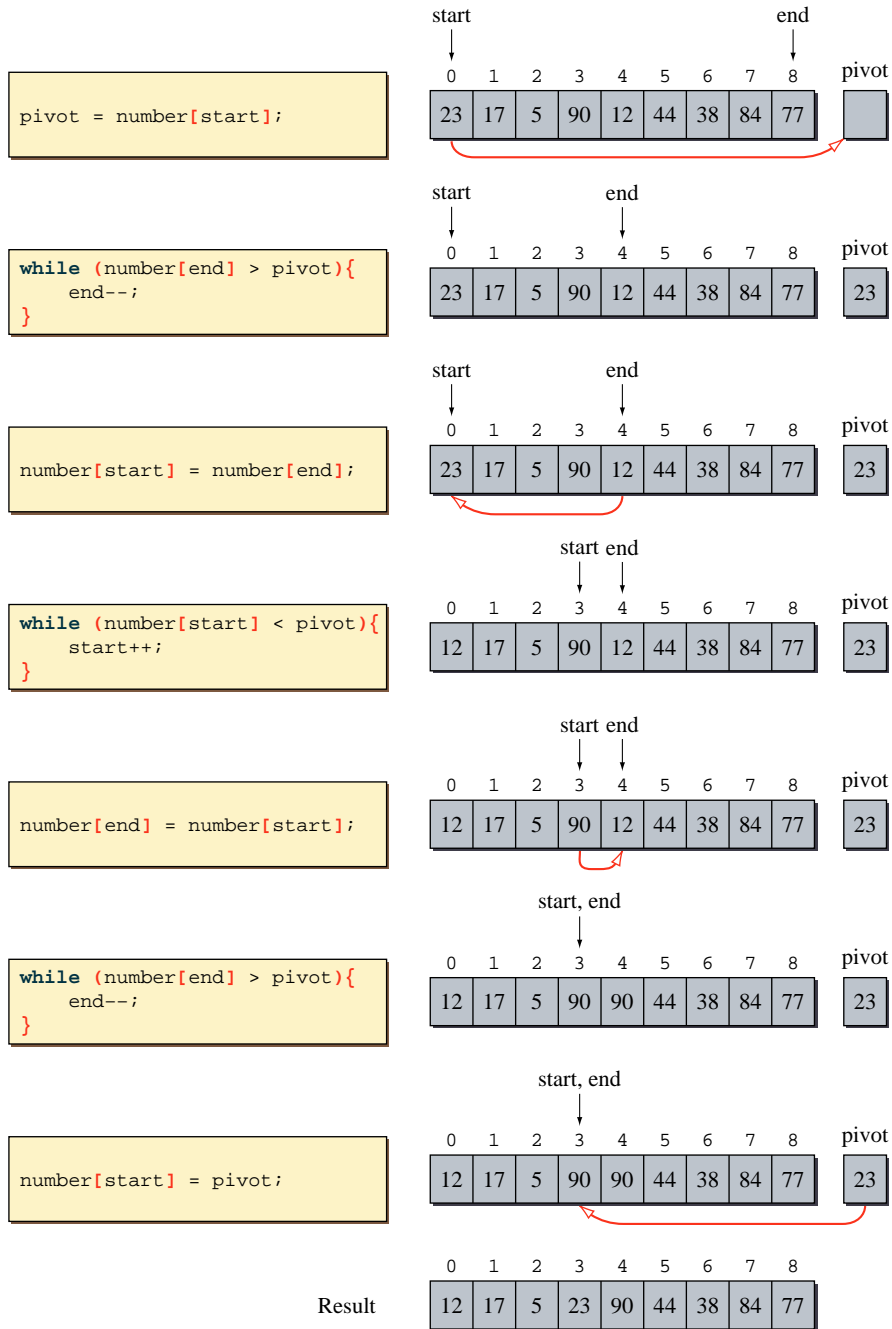 start end
0 1 2 3 4 5 6 7 8 pivot
pivot = number[start];
23 17 5 90 12 44 38 84 77
start end
0 1 2 3 4 5 6 7 8 pivot
while (number[end] > pivot){
end--;
}
23 17 5 90 12 44 38 84 77 23
start end
0 1 2 3 4 5 6 7 8 pivot
number[start] = number[end];
23 17 5 90 12 44 38 84 77 23
start end
0 1 2 3 4 5 6 7 8 pivot
while (number[start] < pivot){
start++;
}
12 17 5 90 12 44 38 84 77 23
start end
0 1 2 3 4 5 6 7 8 pivot
number[end] = number[start];
12 17 5 90 12 44 38 84 77 23
start, end
0 1 2 3 4 5 6 7 8 pivot
while (number[end] > pivot){
end--;
}
12 17 5 90 90 44 38 84 77 23
start, end
0 1 2 3 4 5 6 7 8 pivot
number[start] = pivot;
12 17 5 90 90 44 38 84 77 23
0 1 2 3 4 5 6 7 8
Result 12 17 5 23 90 44 38 84 77